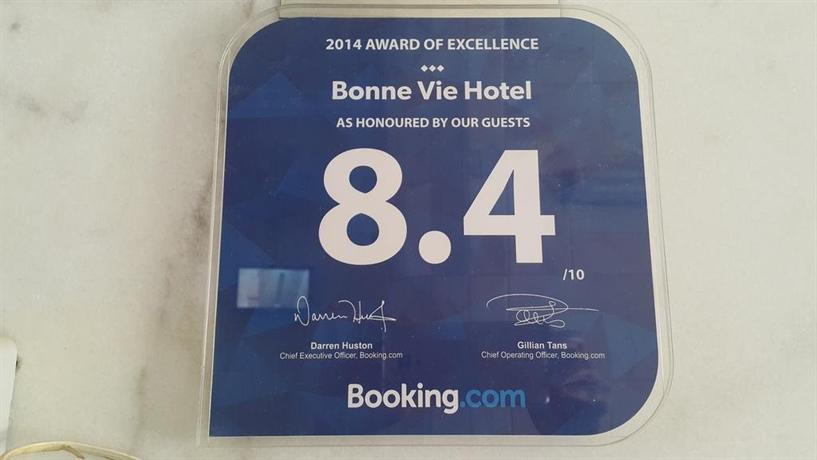 2014 AWARD OF EXCELLENCE
Bonne Vie Hotel
AS HONOURED BY OUR GUESTS
8.4
/10
Darren Huston
Chief Executive Officer, Booking.com
Gillian Tans
Chief Operating Officer, Booking.com
Booking.com